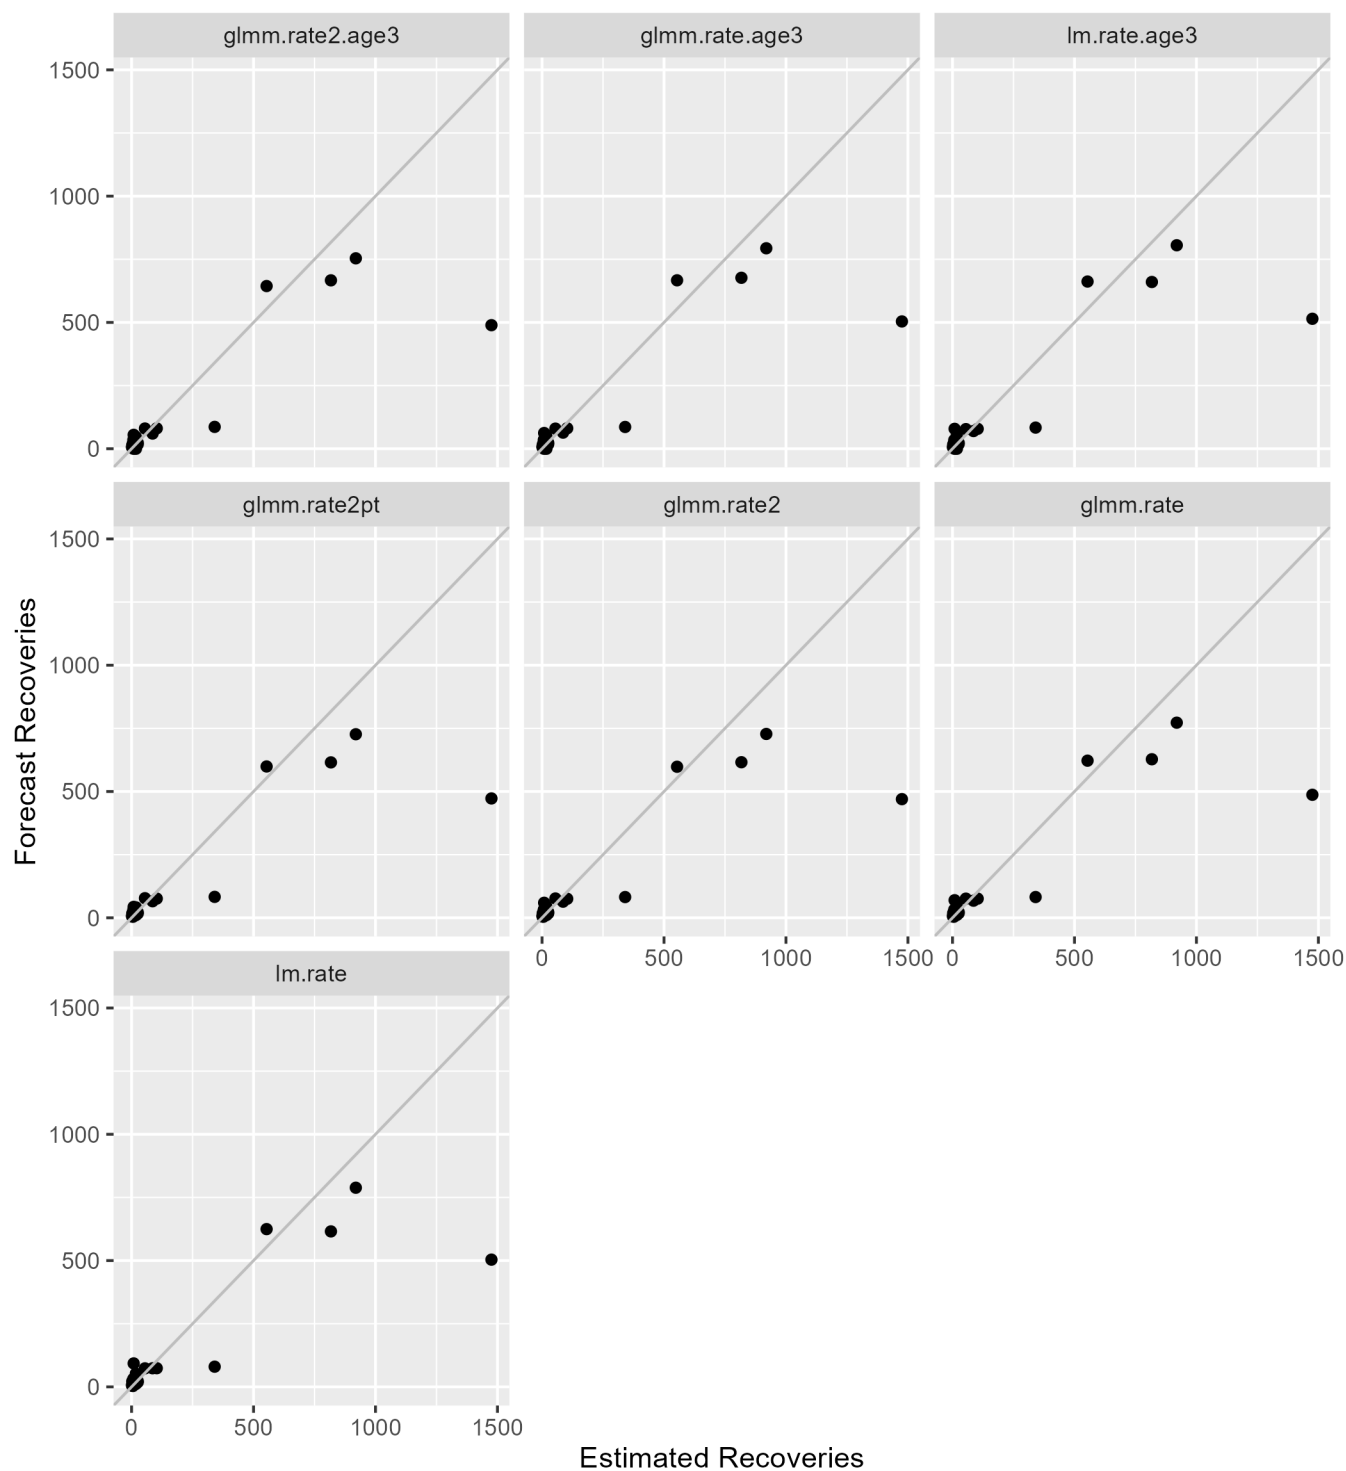 glmm.rate2.age3 glmm.rate.age3 lm.rate.age3
1500
1000
500
0
glmm.rate2pt glmm.rate2 glmm.rate
1500
1000
500
0
0 500 1000 1500 0 500 1000 1500
lm.rate
1500
1000
500
0
0 500 1000 1500
Forecast Recoveries
Estimated Recoveries